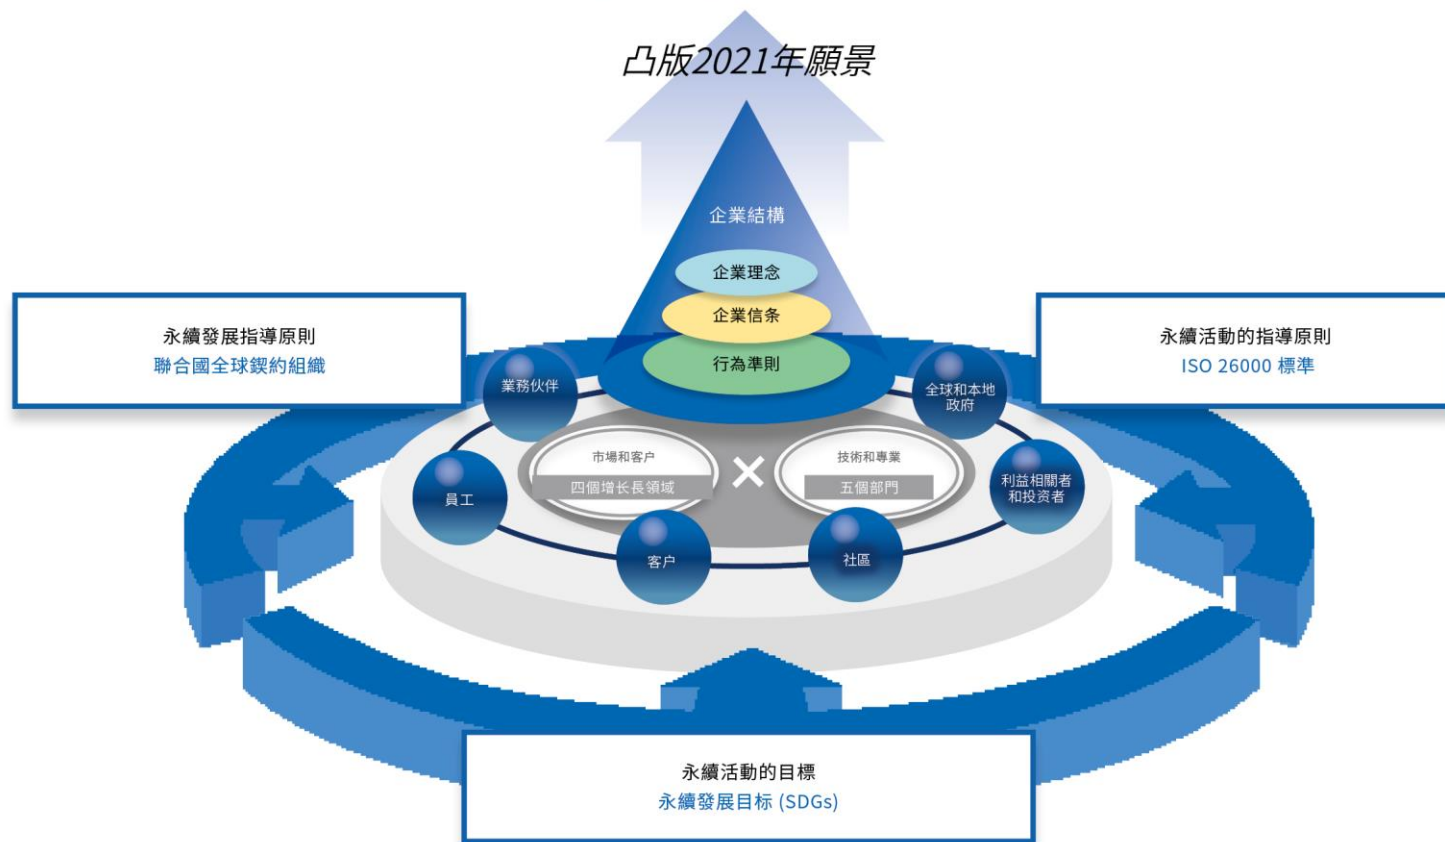 凸版2021年願景
企業結構
企業理念
企業信条
行為準則
永續發展指導原則
聯合國全球鍥約組織
永續活動的指導原則
ISO 26000 標準
業務伙伴
全球和本地
政府
市場和客户
四個增长長領域
技術和專業
五個部門
員工
利益相關者
和投資者
客户
社區
永續活動的目標
永續發展目标 (SDGs)